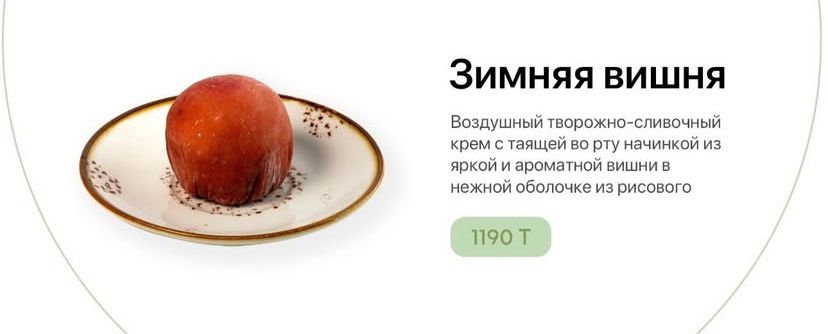 Зимняя вишня
Воздушный творожно-сливочный
крем с таящей во рту начинкой из
яркой и ароматной вишни в
нежной оболочке из рисового
1190 Т